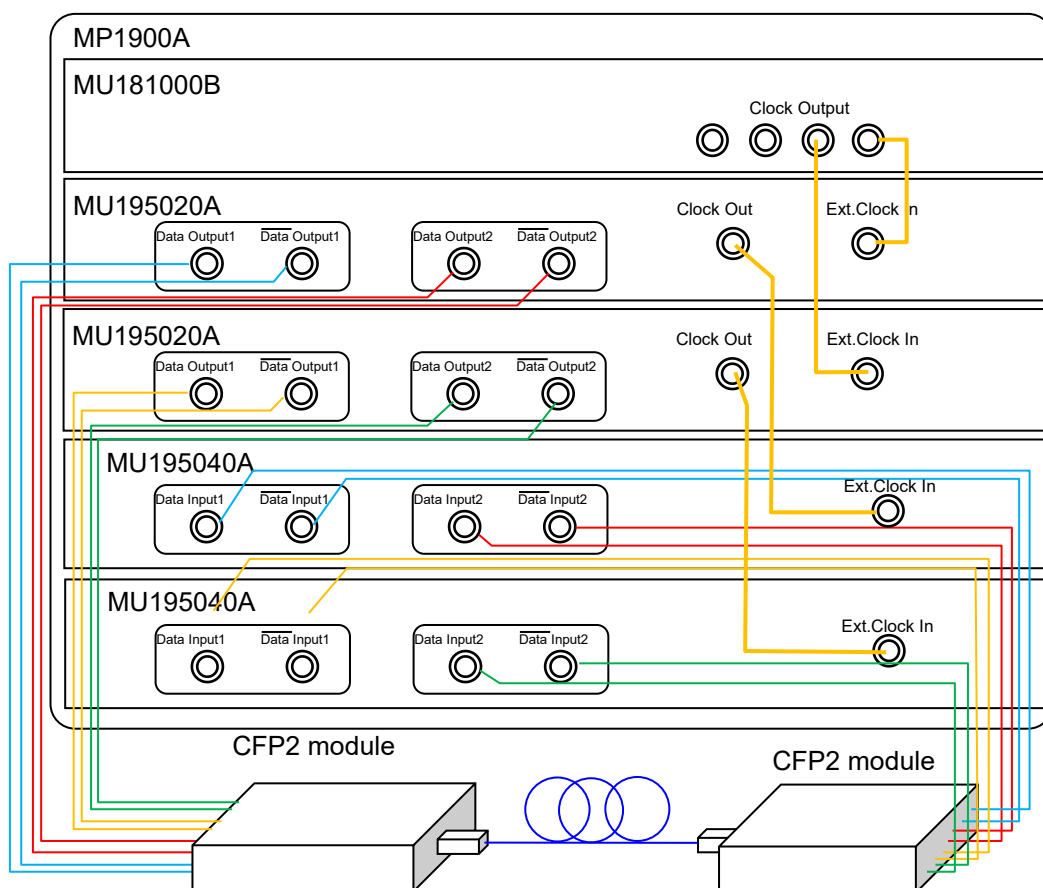 MP1900A
MU181000B
Clock Output
MU195020A
Data Output1
Data Output1
Data Output2
Data Output2
Clock Out
Ext.Clock In
MU195020A
Data Output1
Data Output1
Data Output2
Data Output2
Clock Out
Ext.Clock In
MU195040A
Data Input1
Data Input1
Data Input2
Data Input2
Ext.Clock In
MU195040A
Data Input1
Data Input1
Data Input2
Data Input2
Ext.Clock In
CFP2 module
CFP2 module